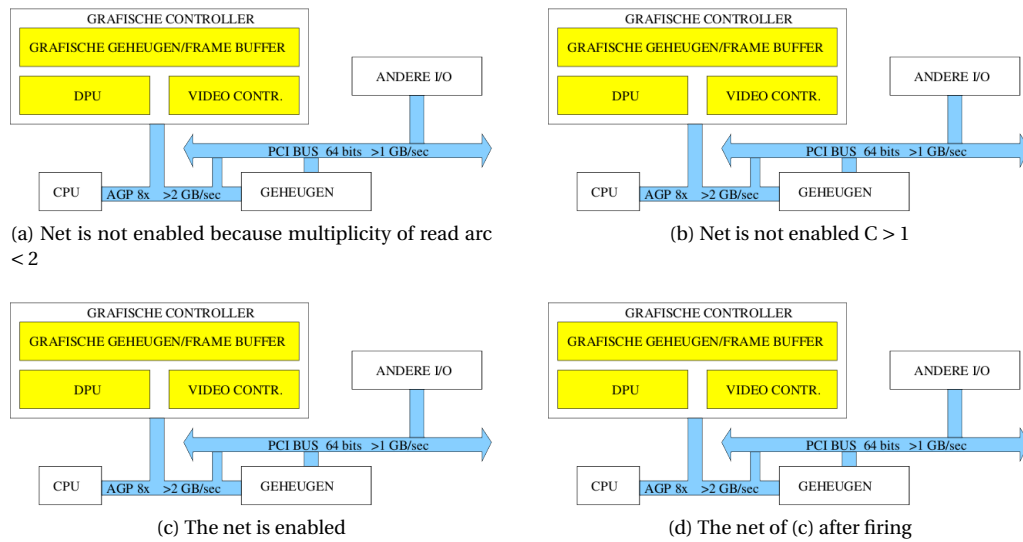 GRAFISCHE CONTROLLER
GRAFISCHE GEHEUGEN/FRAME BUFFER
DPU
VIDEO CONTR.
ANDERE I/O
PCI BUS 64 bits >1 GB/sec
CPU
AGP 8x >2 GB/sec
GEHEUGEN
(a) Net is not enabled because multiplicity of read arc
< 2
GRAFISCHE CONTROLLER
GRAFISCHE GEHEUGEN/FRAME BUFFER
DPU
VIDEO CONTR.
ANDERE I/O
PCI BUS 64 bits >1 GB/sec
CPU
AGP 8x >2 GB/sec
GEHEUGEN
(b) Net is not enabled C > 1
GRAFISCHE CONTROLLER
GRAFISCHE GEHEUGEN/FRAME BUFFER
DPU
VIDEO CONTR.
ANDERE I/O
PCI BUS 64 bits >1 GB/sec
CPU
AGP 8x >2 GB/sec
GEHEUGEN
(c) The net is enabled
GRAFISCHE CONTROLLER
GRAFISCHE GEHEUGEN/FRAME BUFFER
DPU
VIDEO CONTR.
ANDERE I/O
PCI BUS 64 bits >1 GB/sec
CPU
AGP 8x >2 GB/sec
GEHEUGEN
(d) The net of (c) after firing